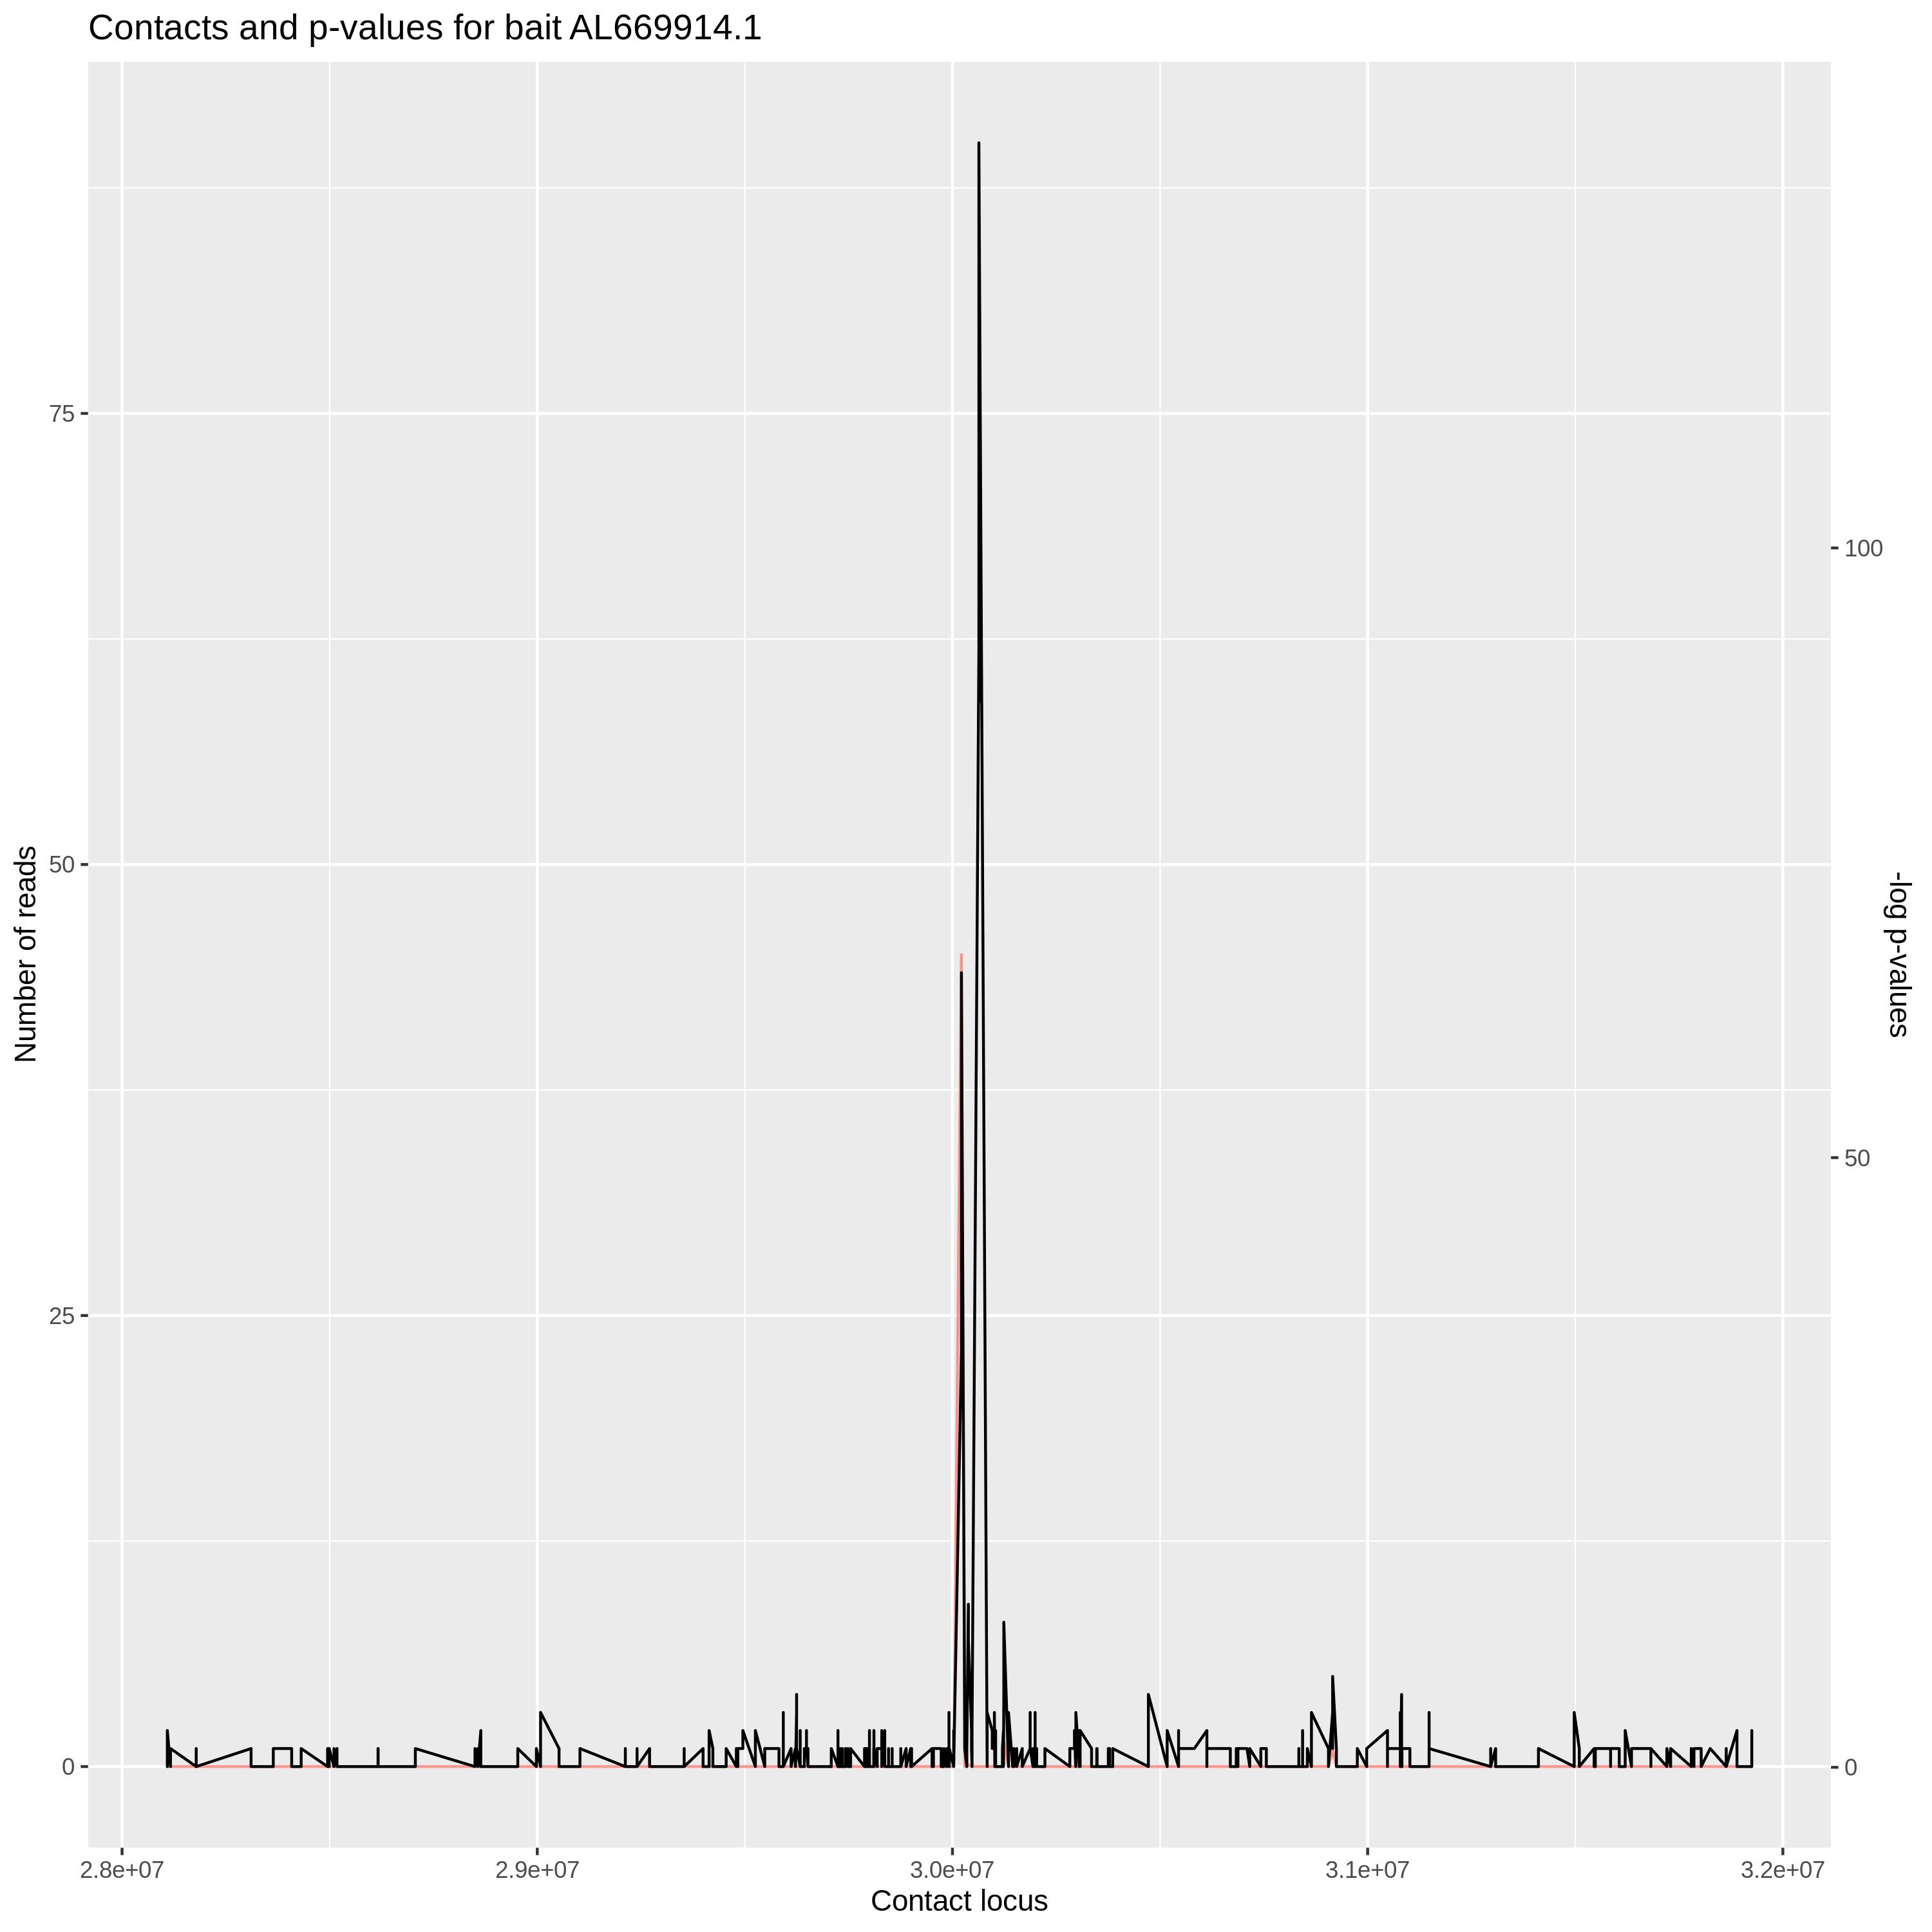 Contacts and p-values for bait AL669914.1
75
50
25
0
100
50
0
Number of reads
-log p-values
2.8e+07 2.9e+07 3.0e+07 3.1e+07 3.2e+07
Contact locus